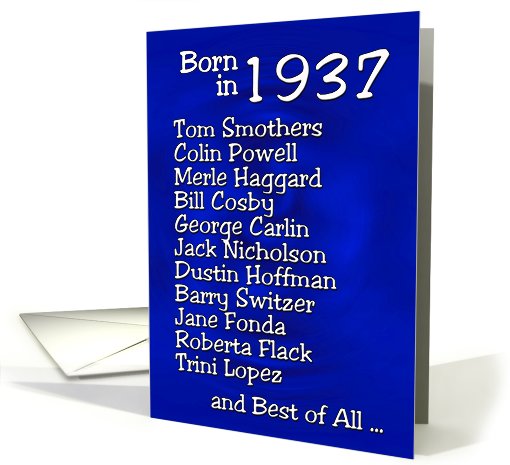 Born
in 1937
Tom Smothers
Colin Powell
Merle Haggard
Bill Cosby
George Carlin
Jack Nicholson
Dustin Hoffman
Barry Switzer
Jane Fonda
Roberta Flack
Trini Lopez
and Best of All ...